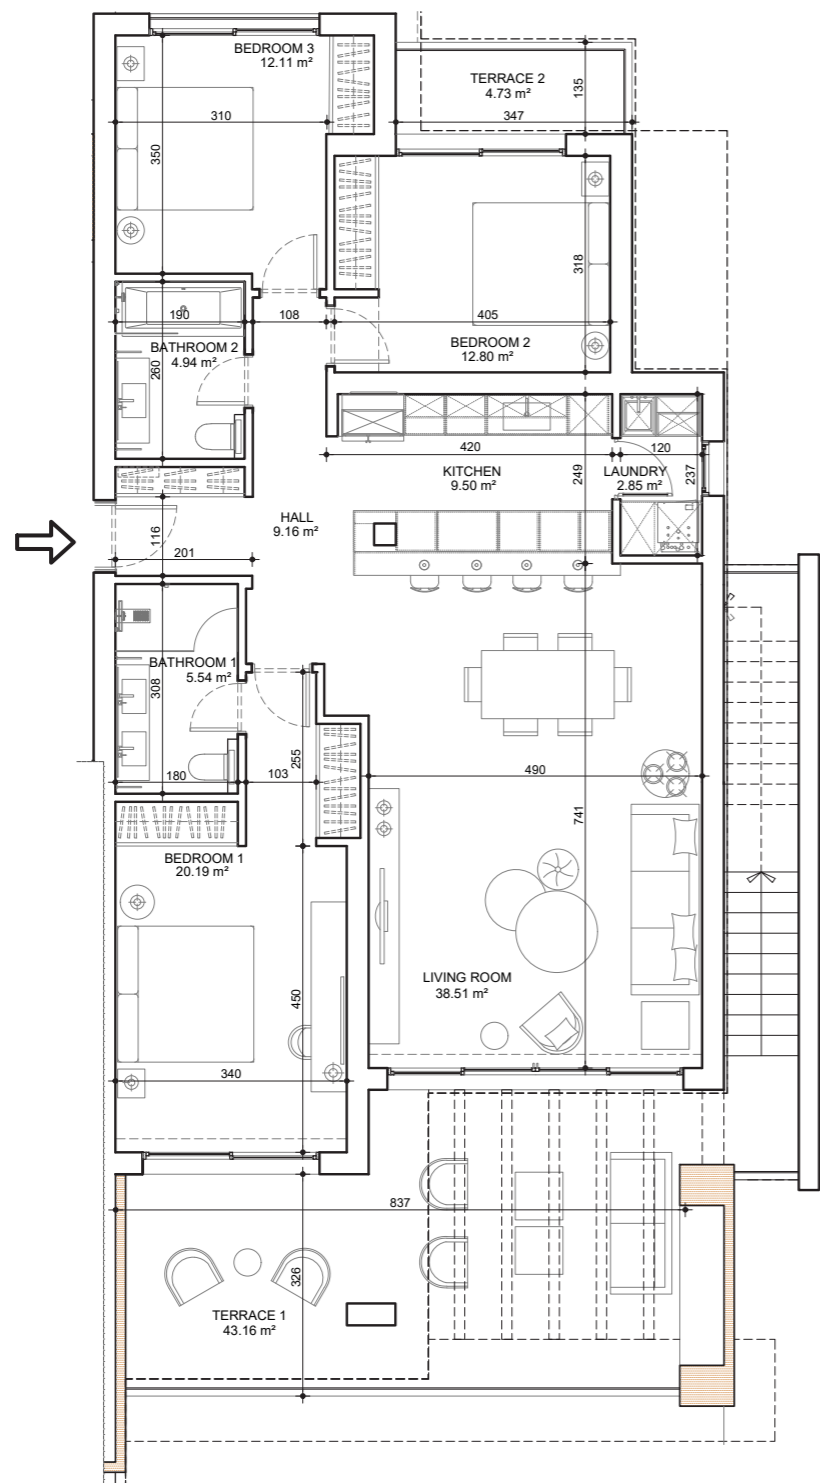 BEDROOM 3
12.11 m²
TERRACE 2
4.73 m²
135
310
347
350
318
190
108
405
BATHROOM 2
4.94 m²
BEDROOM 2
12.80 m²
260
420
120
KITCHEN
9.50 m²
249
LAUNDRY
2.85 m²
237
HALL
9.16 m²
116
201
BATHROOM 1
5.54 m²
308
255
180
103
490
741
BEDROOM 1
20.19 m²
LIVING ROOM
38.51 m²
450
340
837
326
TERRACE 1
43.16 m²